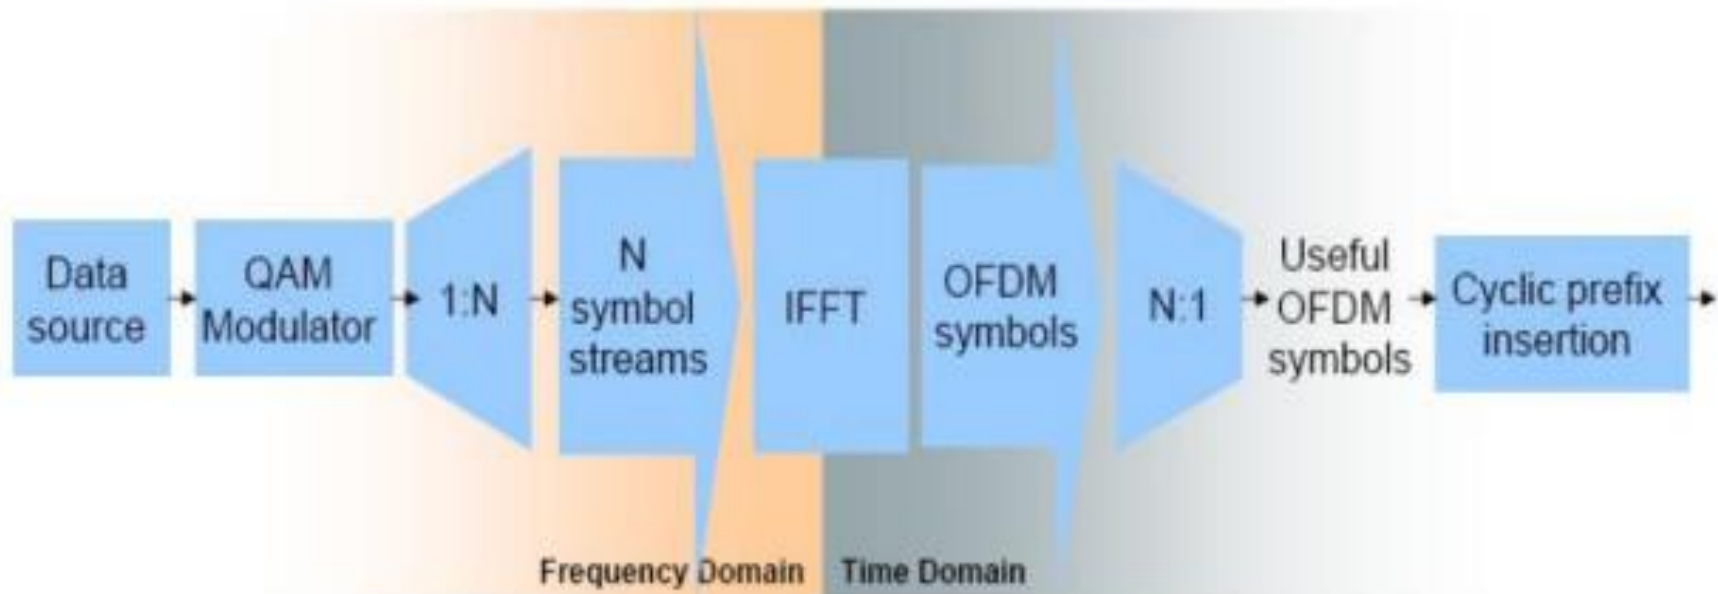 Data
source
QAM
Modulator
1:N
N
symbol
streams
IFFT
OFDM
symbols
N:1
Useful
OFDM
symbols
Cyclic prefix
insertion
Frequency Domain
Time Domain